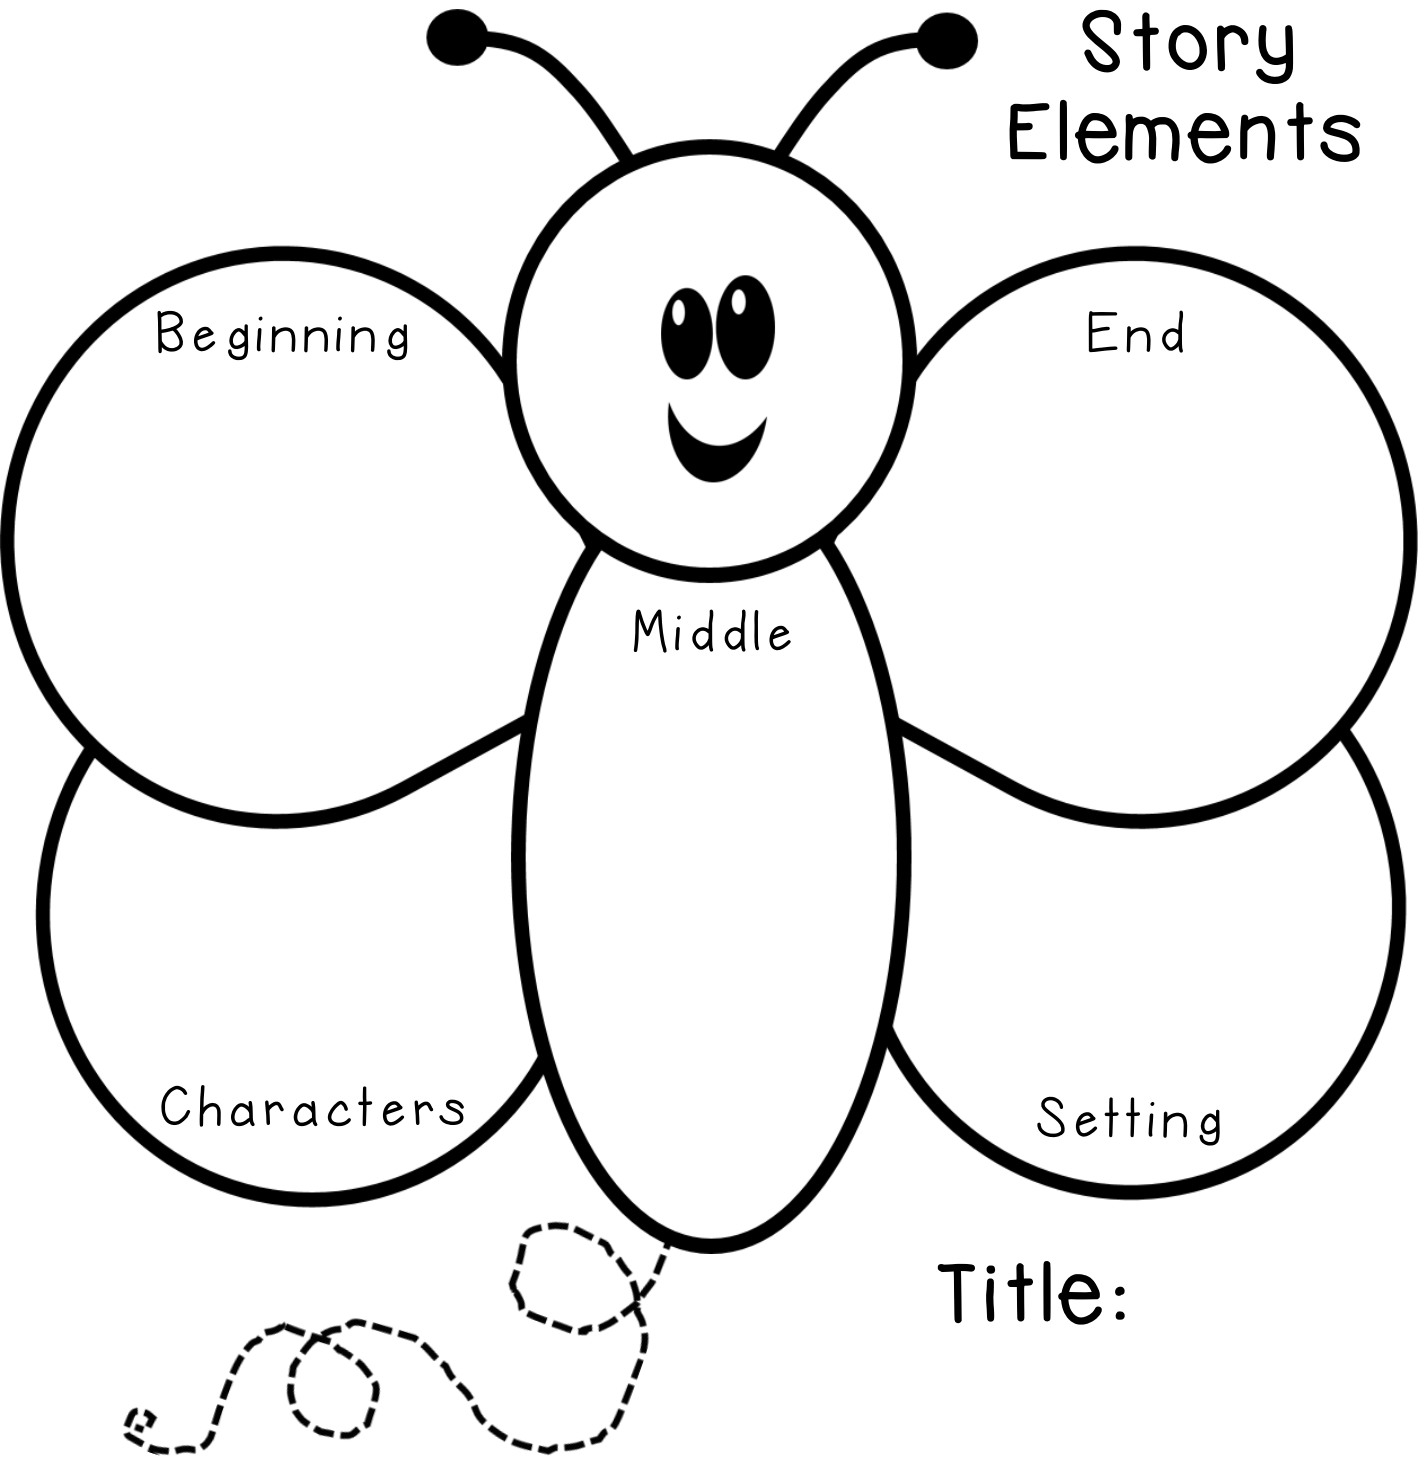 Story
Elements
Beginning
End
Middle
Characters
Setting
Title: